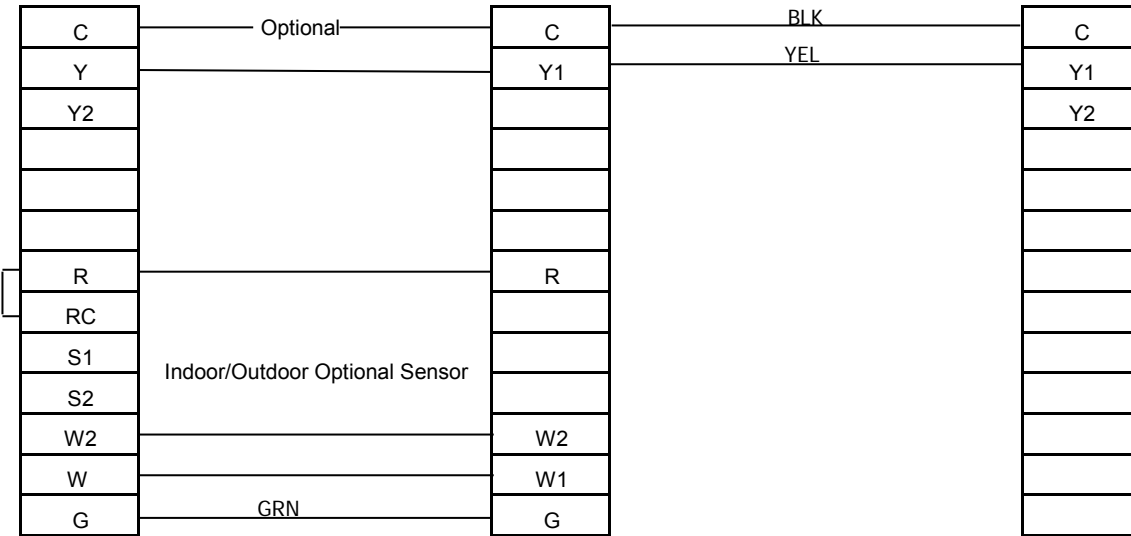 C Optional C BLK C
Y Y1 YEL Y1
Y2 Y2
R R
RC
S1
Indoor/Outdoor Optional Sensor
S2
W2 W2
W W1
G GRN G